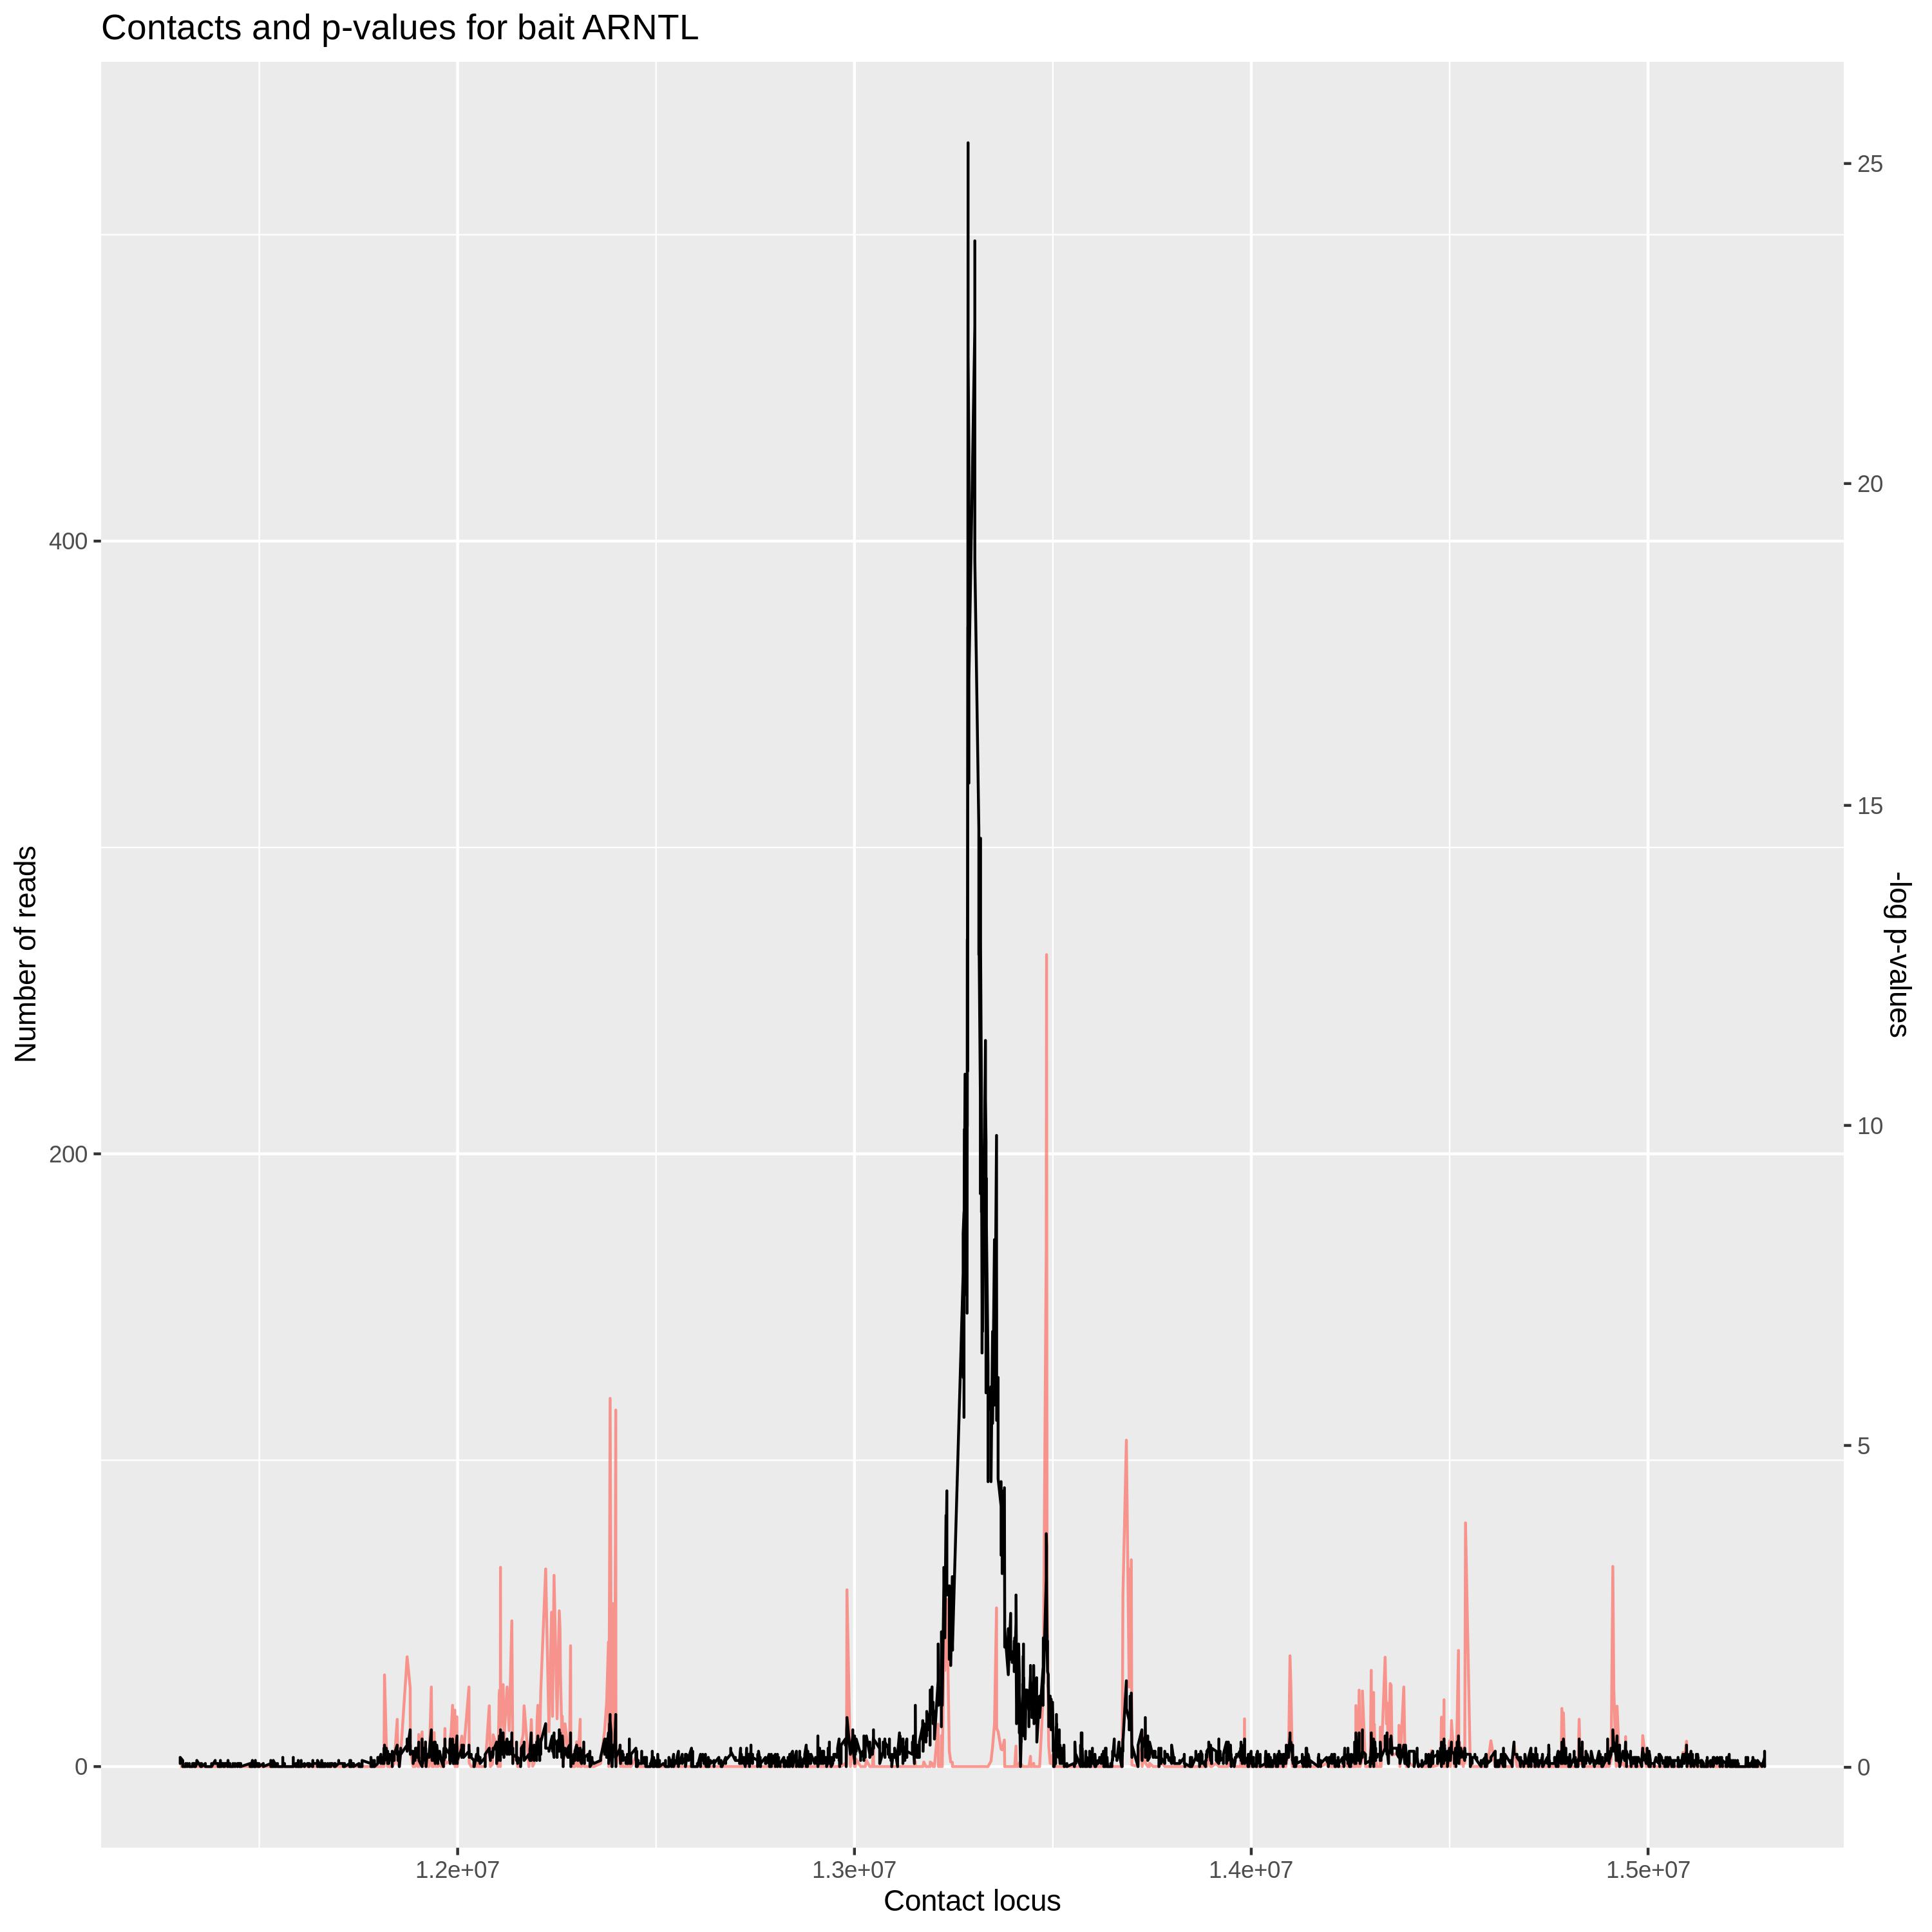 Contacts and p-values for bait ARNTL
Number of reads
400
200
0
25
20
15
10
5
0
-log p-values
1.2e+07
1.3e+07
1.4e+07
1.5e+07
Contact locus